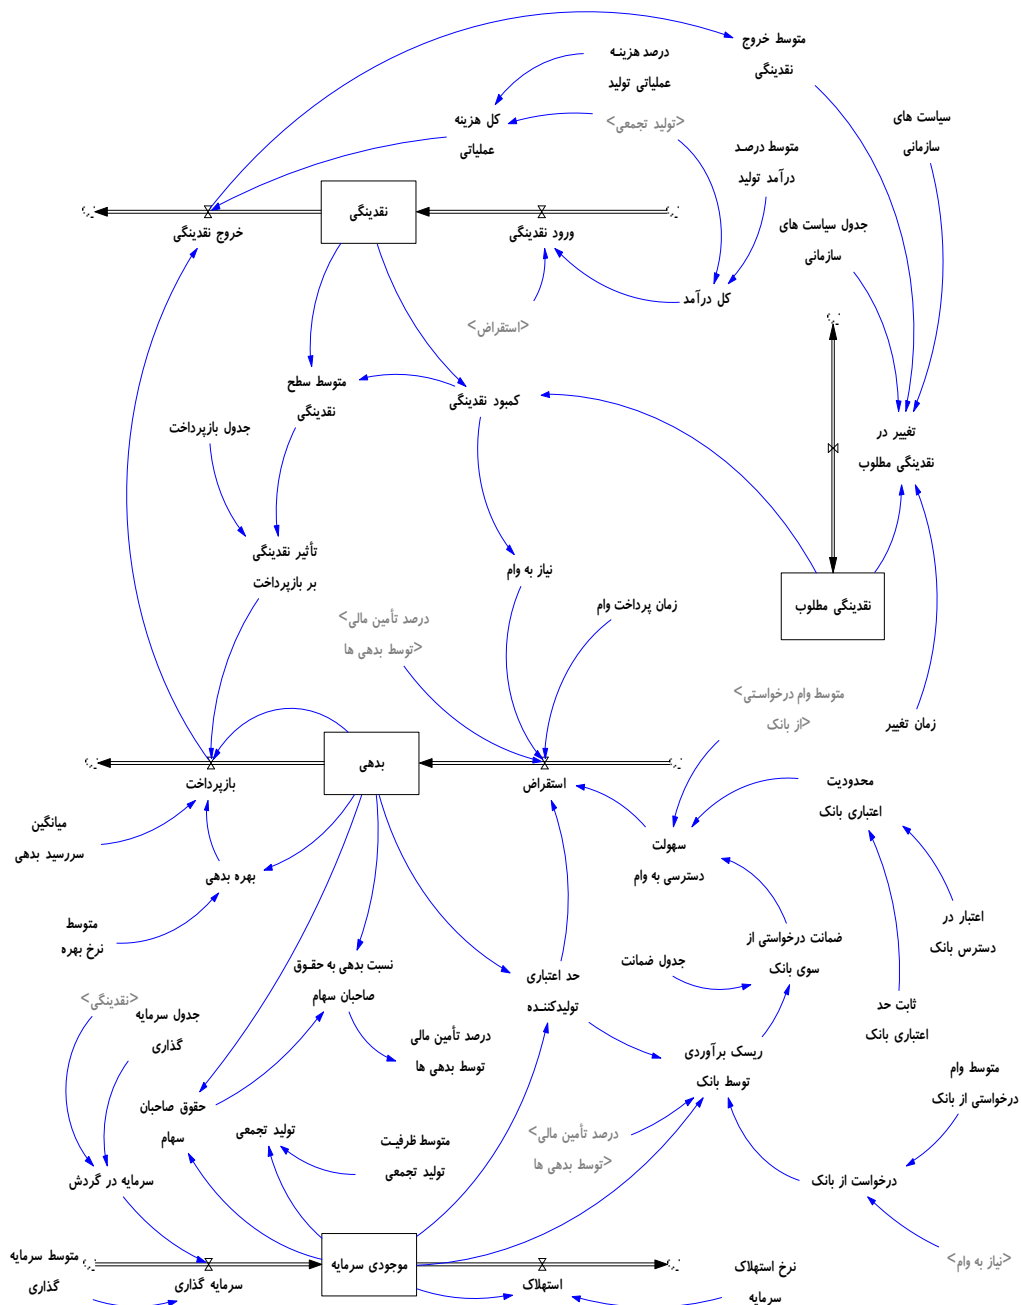 متوسط خروج
نقدینگی
درصد هزینه
عملیاتی تولید
کل هزینه
عملیاتی
<تولید تجمعی>
سیاست های
سازمانی
متوسط درصد
درآمد تولید
نقدینگی
خروج نقدینگی
ورود نقدینگی
جدول سیاست های
سازمانی
کل درآمد
<استقراض>
متوسط سطح
نقدینگی
کمبود نقدینگی
جدول بازپرداخت
تغییر در
نقدینگی مطلوب
تأثیر نقدینگی
بر بازپرداخت
نیاز به وام
نقدینگی مطلوب
زمان پرداخت وام
<درصد تأمین مالی
توسط بدهی ها>
<متوسط وام درخواستی
از بانک>
زمان تغییر
بدهی
بازپرداخت
استقراض
محدودیت
اعتباری بانک
میانگین
سررسید بدهی
سهولت
دسترسی به وام
بهره بدهی
متوسط
نرخ بهره
اعتبار در
دسترس بانک
ضمانت درخواستی از
سوی بانک
جدول ضمانت
نسبت بدهی به حقوق
صاحبان سهام
حد اعتباری
تولیدکننده
<نقدینگی>
جدول سرمایه
گذاری
ثابت حد
اعتباری بانک
درصد تأمین مالی
توسط بدهی ها
ریسک برآوردی
توسط بانک
متوسط وام
درخواستی از بانک
حقوق صاحبان
سهام
تولید تجمعی
متوسط ظرفیت
تولید تجمعی
<درصد تأمین مالی
توسط بدهی ها>
سرمایه در گردش
درخواست از بانک
متوسط سرمایه
گذاری
سرمایه گذاری
موجودی سرمایه
استهلاک
نرخ استهلاک
سرمایه
<نیاز به وام>